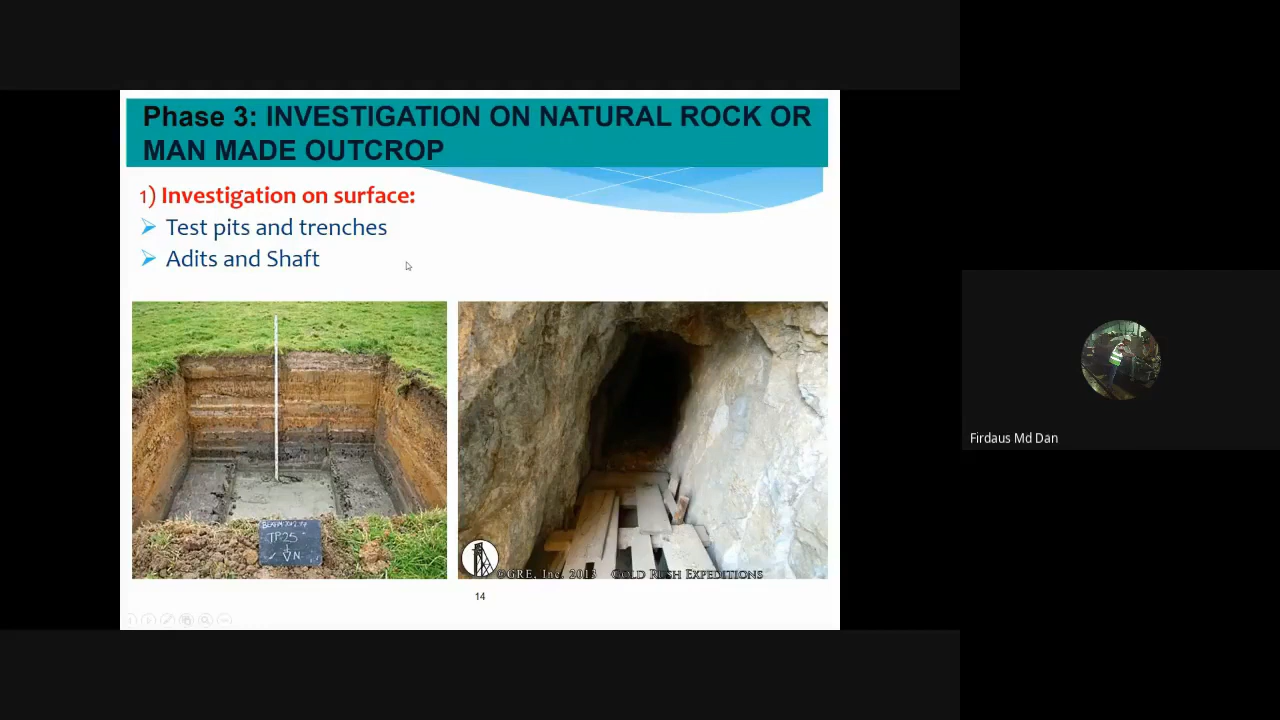 Phase 3: INVESTIGATION ON NATURAL ROCK OR
MAN MADE OUTCROP
1) Investigation on surface:
Test pits and trenches
Adits and Shaft
TP25
N
©GRE, Inc. 2013 GOLD RUSH EXPEDITIONS
14
Firdaus Md Dan